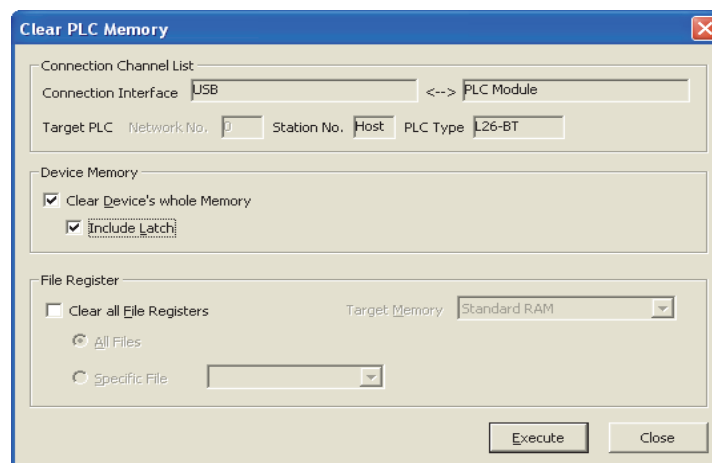 Clear PLC Memory
Connection Channel List
Connection Interface USB <--> PLC Module
Target PLC Network No. 0 Station No. Host PLC Type L26-BT
Device Memory
Clear Device's whole Memory
Include Latch
File Register
Clear all File Registers Target Memory Standard RAM
All Files
Specific File
Execute Close